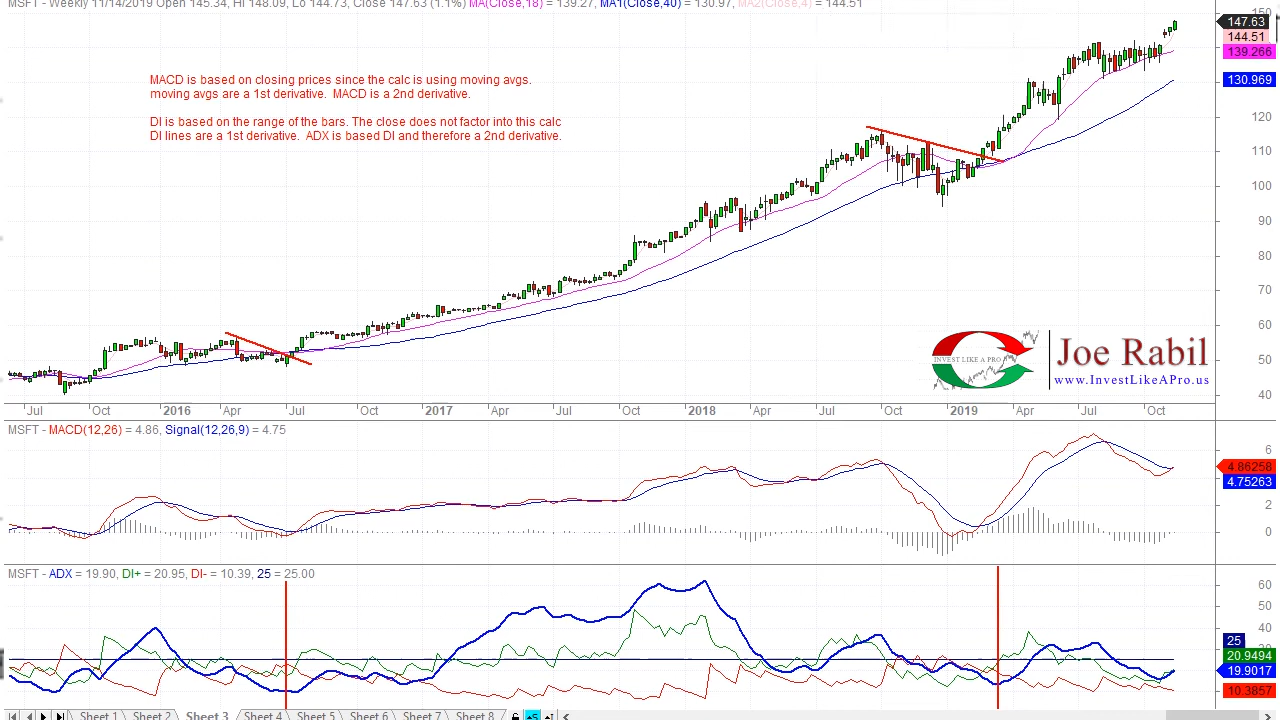 MSFT - Weekly 11/14/2019 Open 145.34, Hi 148.09, Lo 144.73, Close 147.63 (1.1%) MA(Close,18) = 139.27, MA1(Close,40) = 130.97, MA2(Close,4) = 144.51
150
147.63
144.51
139.266
130.969
MACD is based on closing prices since the calc is using moving avgs.
moving avgs are a 1st derivative. MACD is a 2nd derivative.
DI is based on the range of the bars. The close does not factor into this calc
DI lines are a 1st derivative. ADX is based DI and therefore a 2nd derivative.
120
110
100
90
80
70
60
50
40
INVEST LIKE A PRO
Joe Rabil
www.InvestLikeAPro.us
Jul Oct 2016 Apr Jul Oct 2017 Apr Jul Oct 2018 Apr Jul Oct 2019 Apr Jul Oct
MSFT - MACD(12,26) = 4.86, Signal(12,26,9) = 4.75
6
4.86258
4.75263
2
0
MSFT - ADX = 19.90, DI+ = 20.95, DI- = 10.39, 25 = 25.00
60
50
40
25
20.9494
19.9017
10.3857
Sheet 1 Sheet 2 Sheet 3 Sheet 4 Sheet 5 Sheet 6 Sheet 7 Sheet 8